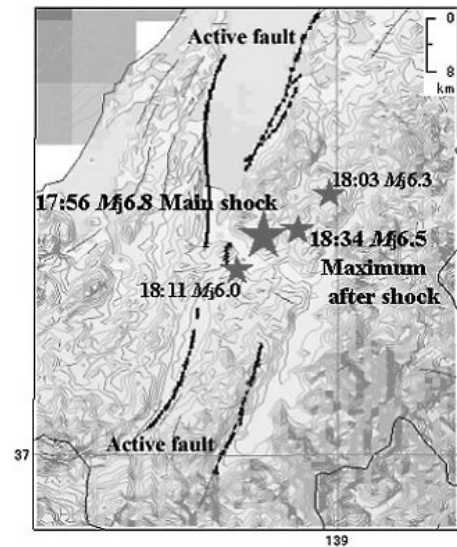 0
Active fault
8
km
18:03 Mj6.3
17:56 Mj6.8 Main shock
18:34 Mj6.5
Maximum
after shock
18:11 Mj6.0
Active fault
37
139